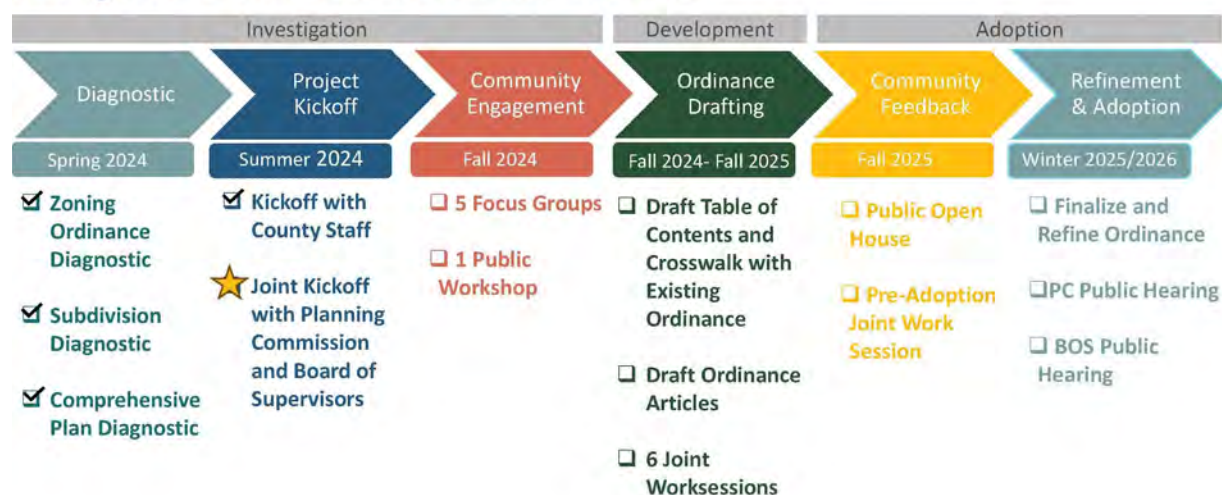 Investigation
Development
Adoption
Diagnostic
Project
Kickoff
Community
Engagement
Ordinance
Drafting
Community
Feedback
Refinement
& Adoption
Spring 2024
Summer 2024
Fall 2024
Fall 2024- Fall 2025
Fall 2025
Winter 2025/2026
Zoning
Ordinance
Diagnostic
Subdivision
Diagnostic
Comprehensive
Plan Diagnostic
Kickoff with
County Staff
Joint Kickoff
with Planning
Commission
and Board of
Supervisors
5 Focus Groups
1 Public
Workshop
Draft Table of
Contents and
Crosswalk with
Existing
Ordinance
Draft Ordinance
Articles
6 Joint
Worksessions
Public Open
House
Pre-Adoption
Joint Work
Session
Finalize and
Refine Ordinance
PC Public Hearing
BOS Public
Hearing